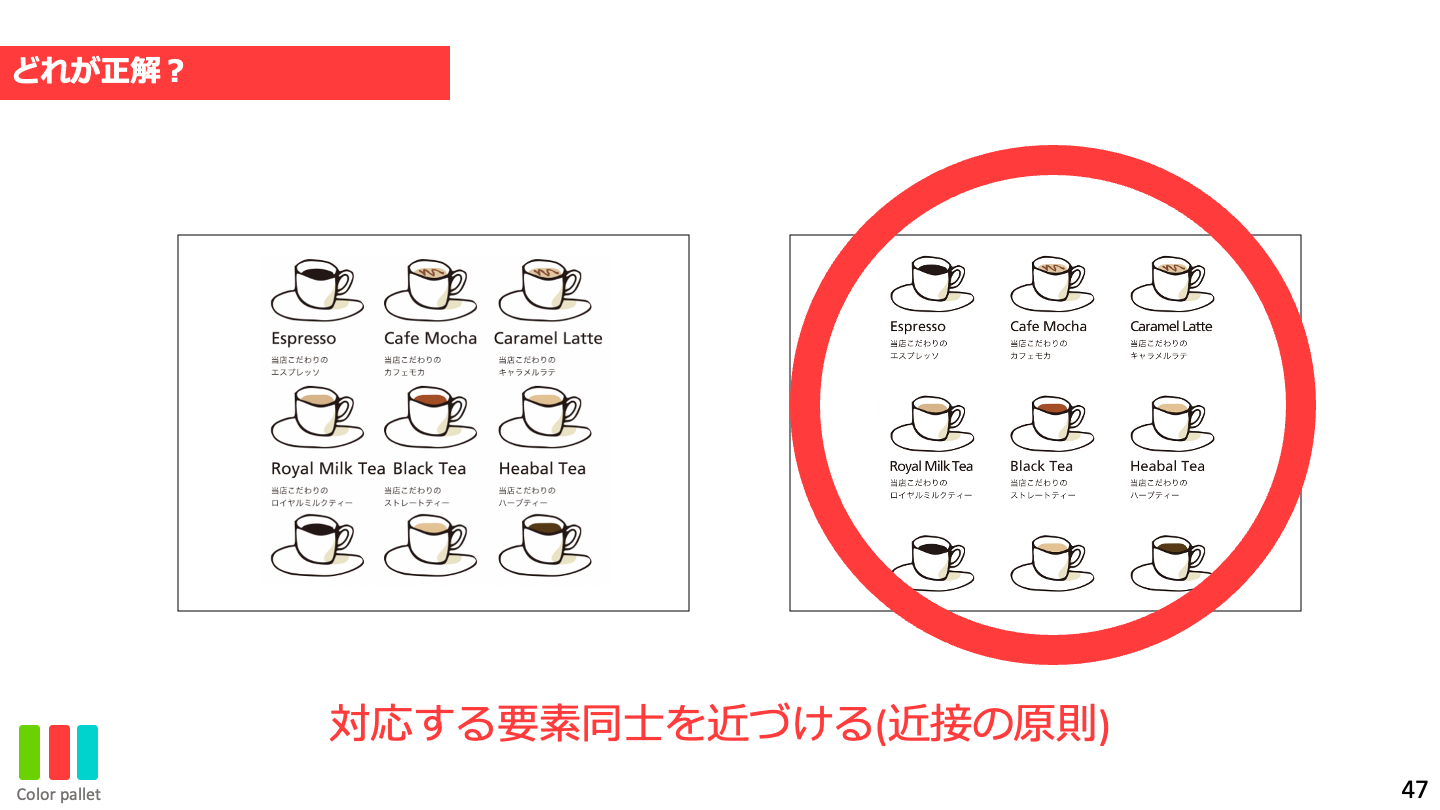 どれが正解？
Espresso Cafe Mocha Caramel Latte
当店こだわりの 当店こだわりの 当店こだわりの
エスプレッソ カフェモカ キャラメルラテ
Royal Milk Tea Black Tea Heabal Tea
当店こだわりの 当店こだわりの 当店こだわりの
ロイヤルミルクティー ストレートティー ハーブティー
Espresso Cafe Mocha Caramel Latte
当店こだわりの 当店こだわりの 当店こだわりの
エスプレッソ カフェモカ キャラメルラテ
Royal Milk Tea Black Tea Heabal Tea
当店こだわりの 当店こだわりの 当店こだわりの
ロイヤルミルクティー ストレートティー ハーブティー
対応する要素同士を近づける(近接の原則)
Color pallet
47